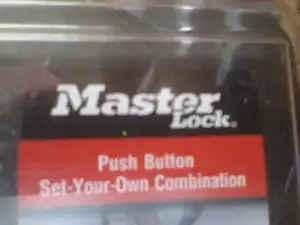 Master
Lock®
Push Button
Set-Your-Own Combination